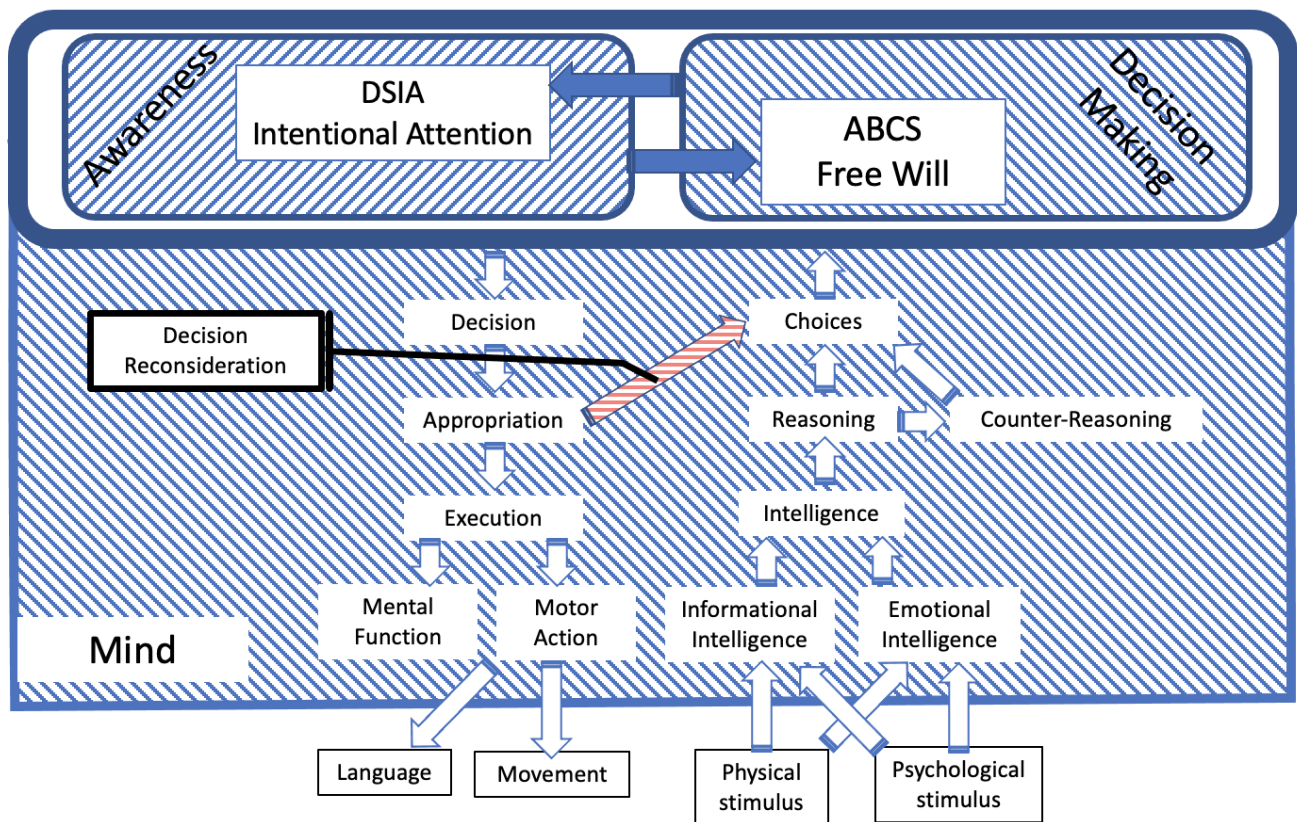 Awareness
DSIA
Intentional Attention
ABCS
Free Will
Decision
Making
Decision
Reconsideration
Decision
Choices
Appropriation
Reasoning
Counter-Reasoning
Execution
Intelligence
Mental
Function
Motor
Action
Informational
Intelligence
Emotional
Intelligence
Mind
Language
Movement
Physical
stimulus
Psychological
stimulus